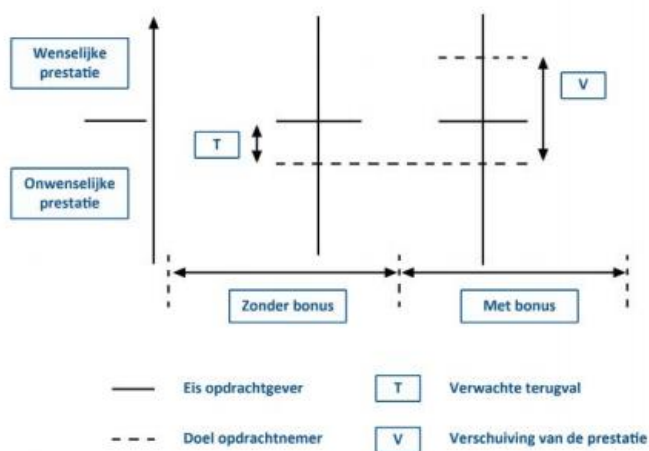 Wenselijke
prestatie
V
T
Onwenselijke
prestatie
Zonder bonus
Met bonus
Eis opdrachtgever
T
Verwachte terugval
Doel opdrachtnemer
V
Verschuiving van de prestatie